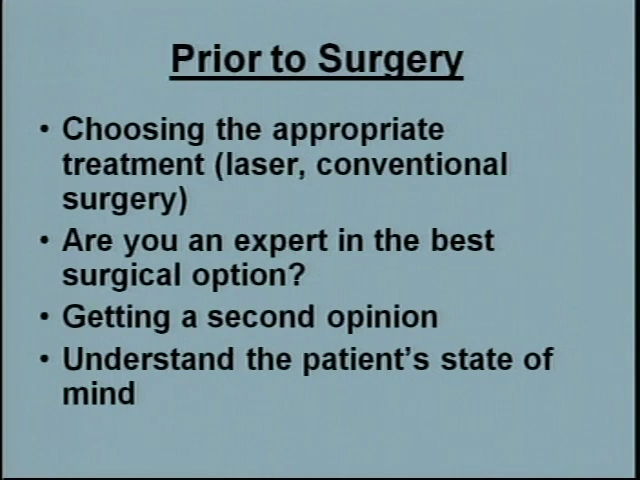 Prior to Surgery
• Choosing the appropriate
treatment (laser, conventional
surgery)
• Are you an expert in the best
surgical option?
• Getting a second opinion
• Understand the patient's state of
mind